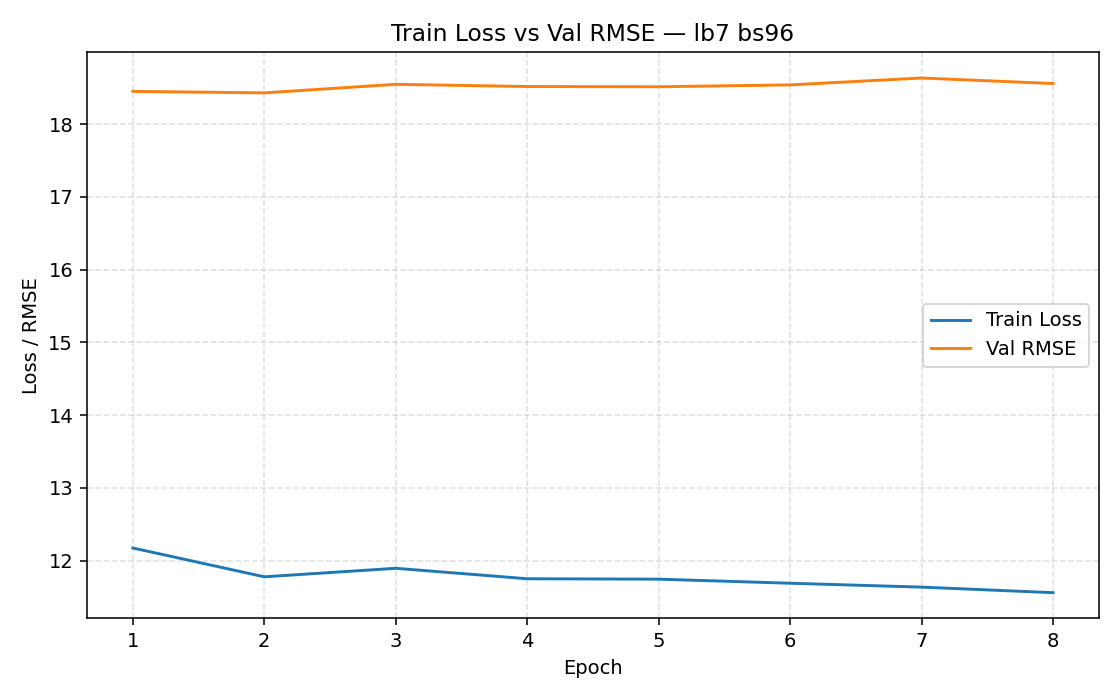 Train Loss vs Val RMSE — lb7 bs96
Loss / RMSE
18
17
16
15
14
13
12
Train Loss
Val RMSE
1 2 3 4 5 6 7 8
Epoch